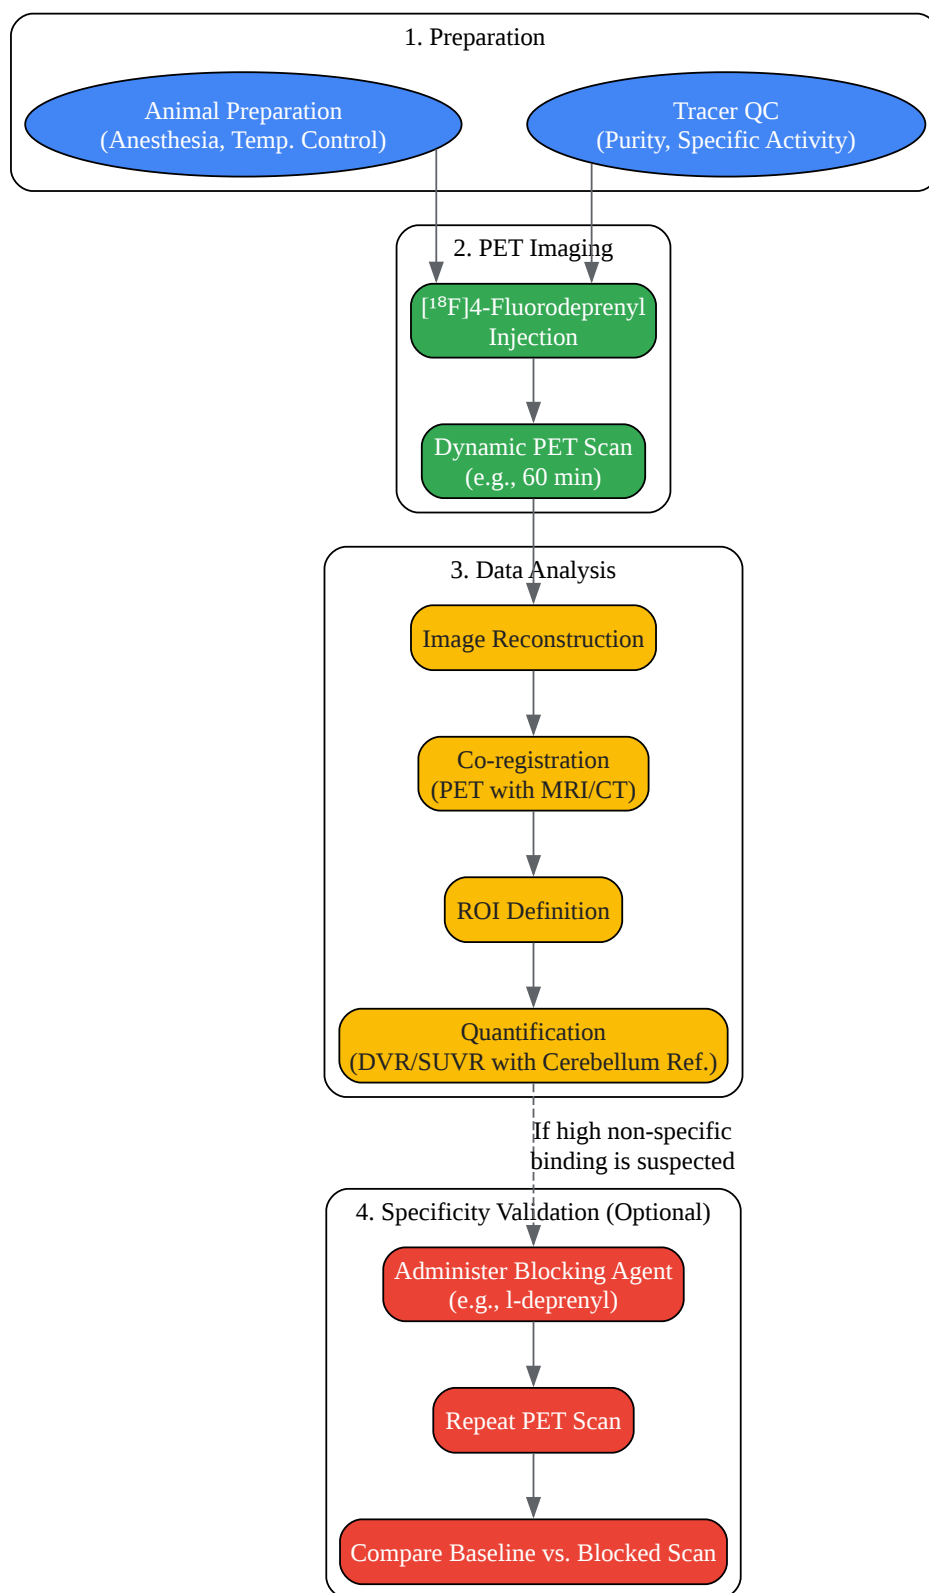 1. Preparation
Animal Preparation
(Anesthesia, Temp. Control)
Tracer QC
(Purity, Specific Activity)
2. PET Imaging
[¹⁸F]4-Fluorodeprenyl
Injection
Dynamic PET Scan
(e.g., 60 min)
3. Data Analysis
Image Reconstruction
Co-registration
(PET with MRI/CT)
ROI Definition
Quantification
(DVR/SUVR with Cerebellum Ref.)
If high non-specific
binding is suspected
4. Specificity Validation (Optional)
Administer Blocking Agent
(e.g., l-deprenyl)
Repeat PET Scan
Compare Baseline vs. Blocked Scan